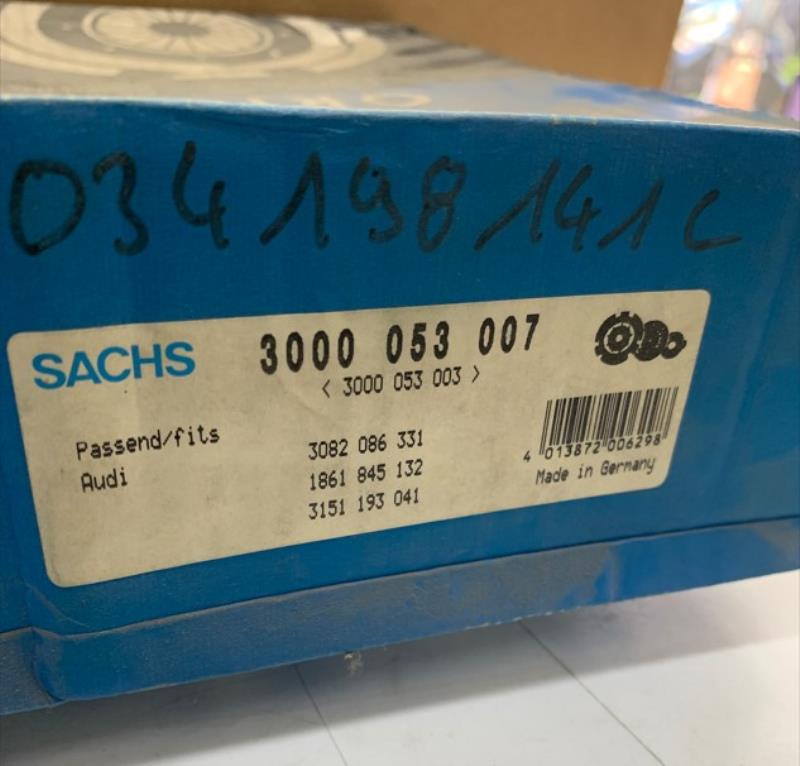 034198141C
SACHS 3000 053 007
< 3000 053 003 >
Passend/fits 3082 086 331
Audi 1861 845 132
3151 193 041
4 013872 006298
Made in Germany